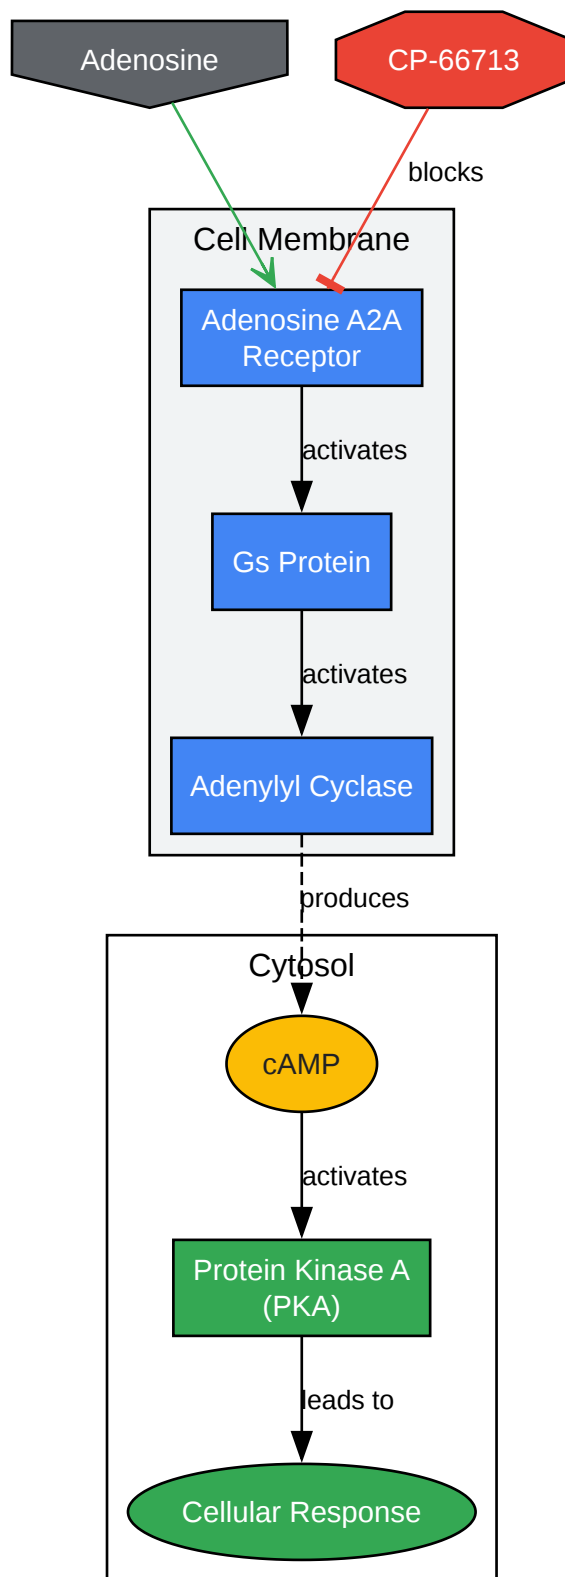 Adenosine
CP-66713
blocks
Cell Membrane
Adenosine A2A
Receptor
activates
Gs Protein
activates
Adenylyl Cyclase
produces
Cytosol
cAMP
activates
Protein Kinase A
(PKA)
leads to
Cellular Response